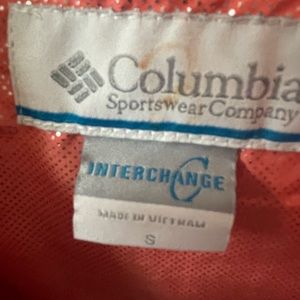 Columbia
Sportswear Company
INTERCHANGE
MADE IN VIETNAM
S